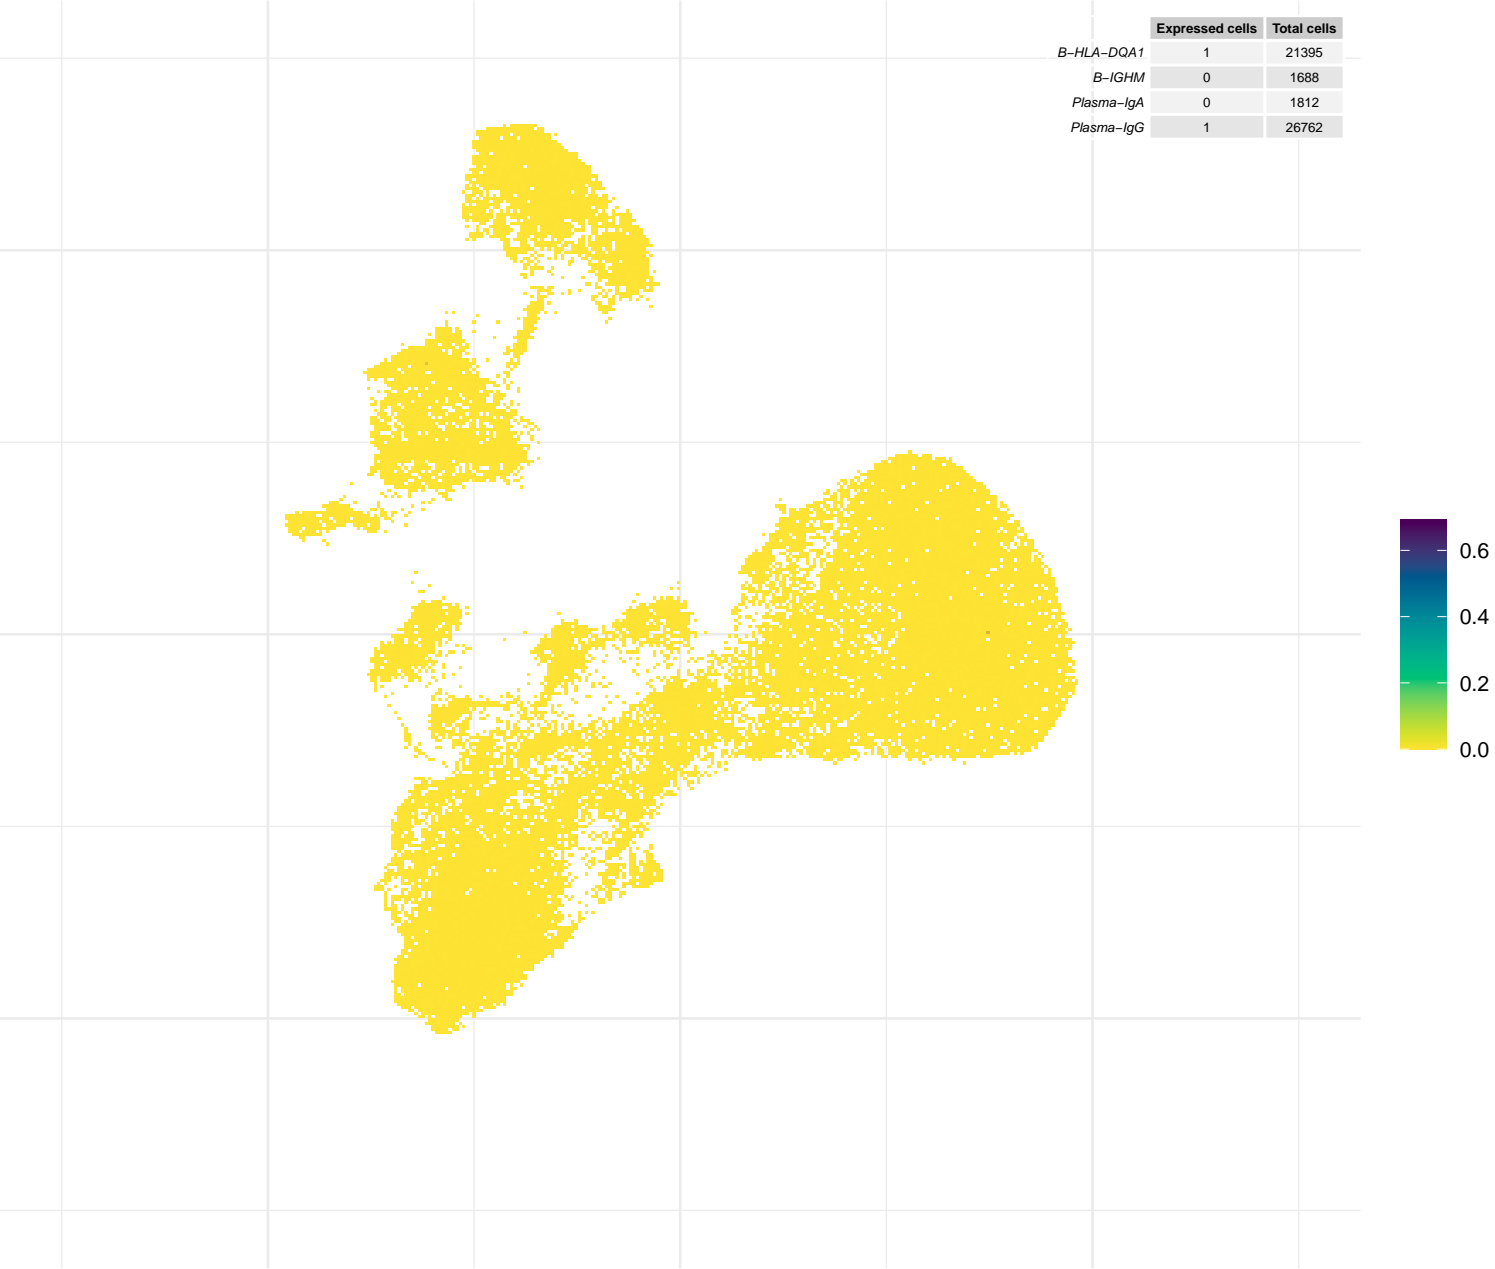 Expressed cells Total cells
B−HLA−DQA1 1 21395
B−IGHM 0 1688
Plasma−IgA 0 1812
Plasma−IgG 1 26762
0.6
0.4
0.2
0.0